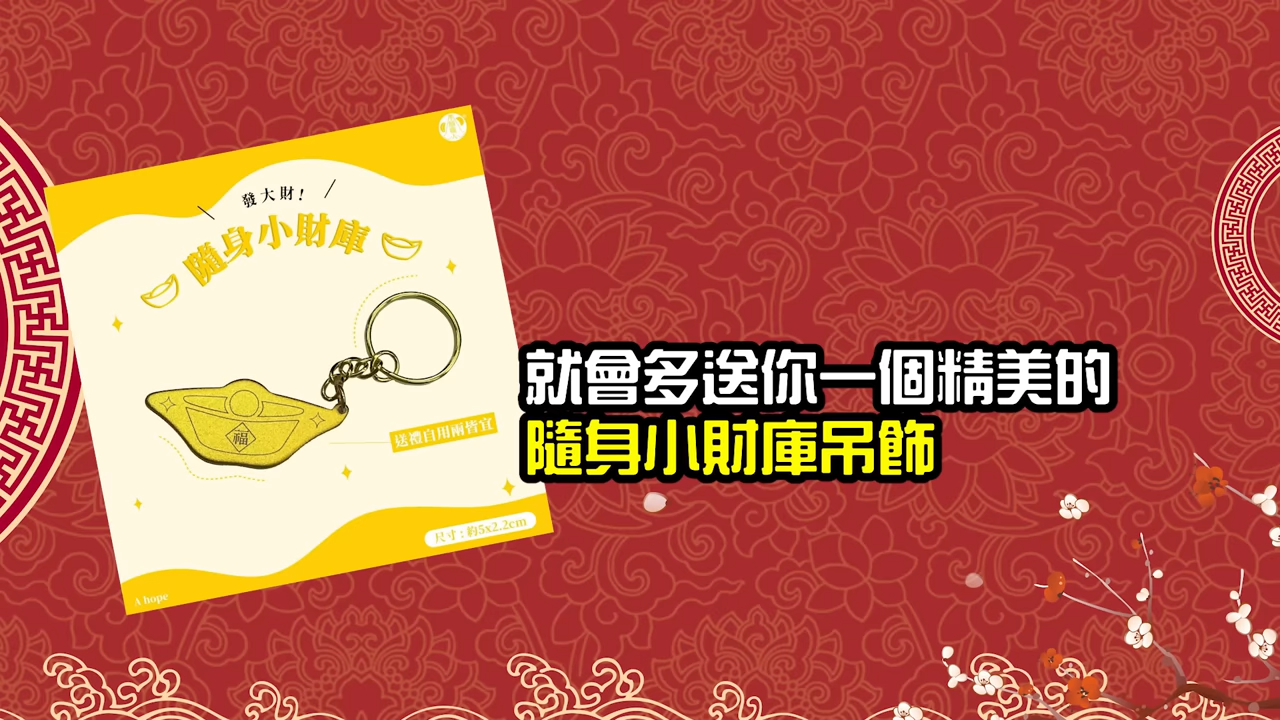 發大財!
隨身小財庫
福
送禮自用兩皆宜
尺寸:約5x2.2cm
A hope
就會多送你一個精美的
隨身小財庫吊飾